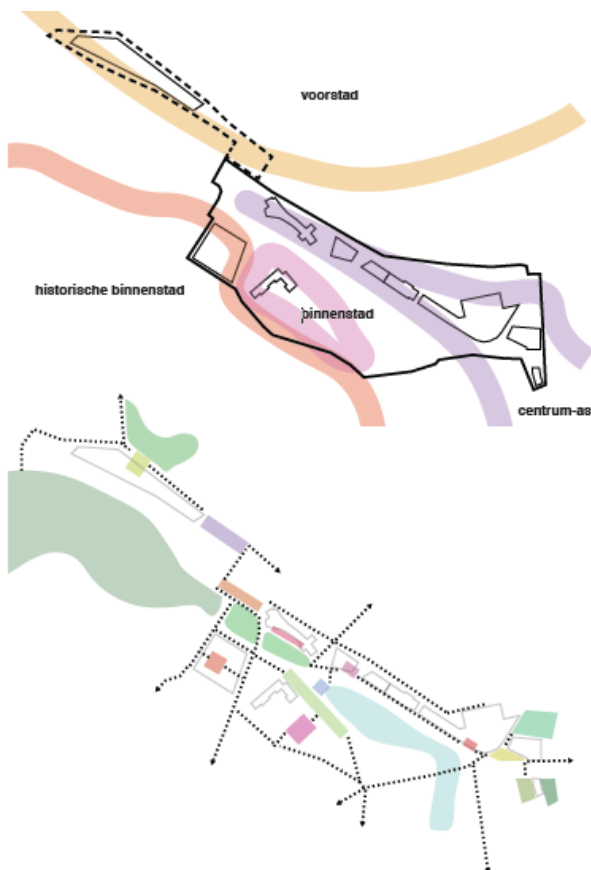 voorstad
historische binnenstad
binnenstad
centrum-as